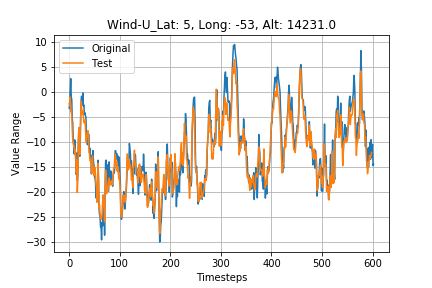 Wind-U_Lat: 5, Long: -53, Alt: 14231.0
Original
Test
Value Range
10
5
0
−5
−10
−15
−20
−25
−30
0 100 200 300 400 500 600
Timesteps